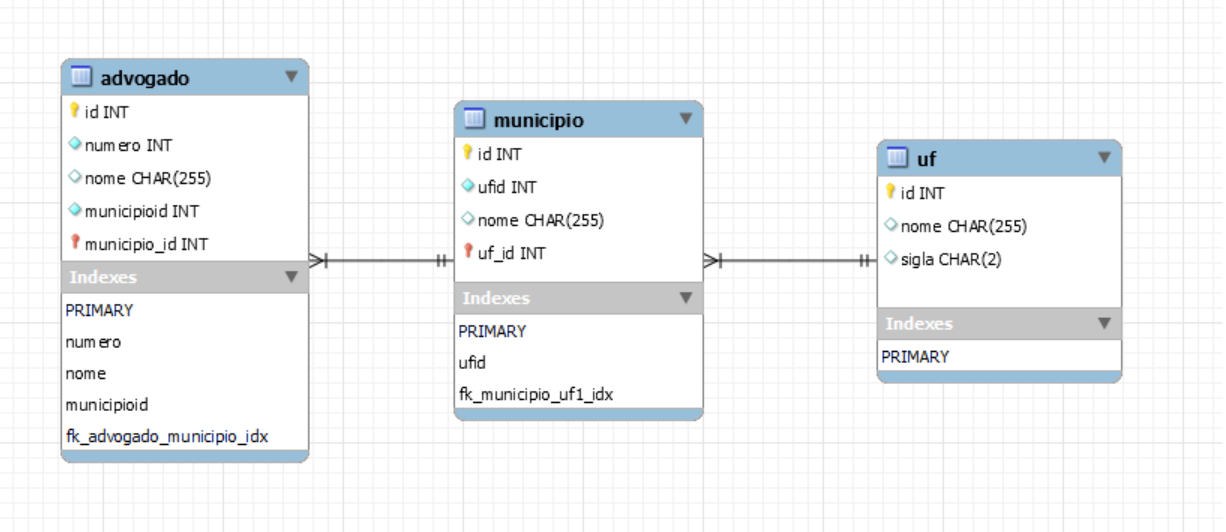 advogado
id INT
numero INT
nome CHAR(255)
municipioid INT
municipio_id INT
Indexes
PRIMARY
numero
nome
municipioid
fk_advogado_municipio_idx
municipio
id INT
ufid INT
nome CHAR(255)
uf_id INT
Indexes
PRIMARY
ufid
fk_municipio_uf1_idx
uf
id INT
nome CHAR(255)
sigla CHAR(2)
Indexes
PRIMARY